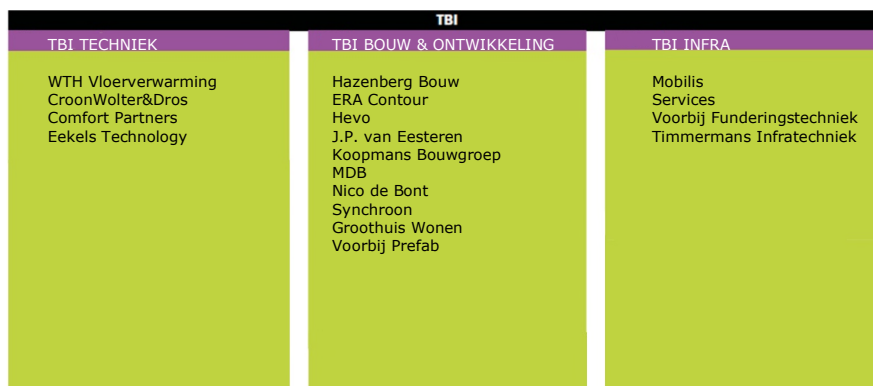 TBI
TBI TECHNIEK
WTH Vloerverwarming
CroonWolter&Dros
Comfort Partners
Eekels Technology
TBI BOUW & ONTWIKKELING
Hazenberg Bouw
ERA Contour
Hevo
J.P. van Eesteren
Koopmans Bouwgroep
MDB
Nico de Bont
Synchroon
Groothuis Wonen
Voorbij Prefab
TBI INFRA
Mobilis
Services
Voorbij Funderingstechniek
Timmermans Infratechniek